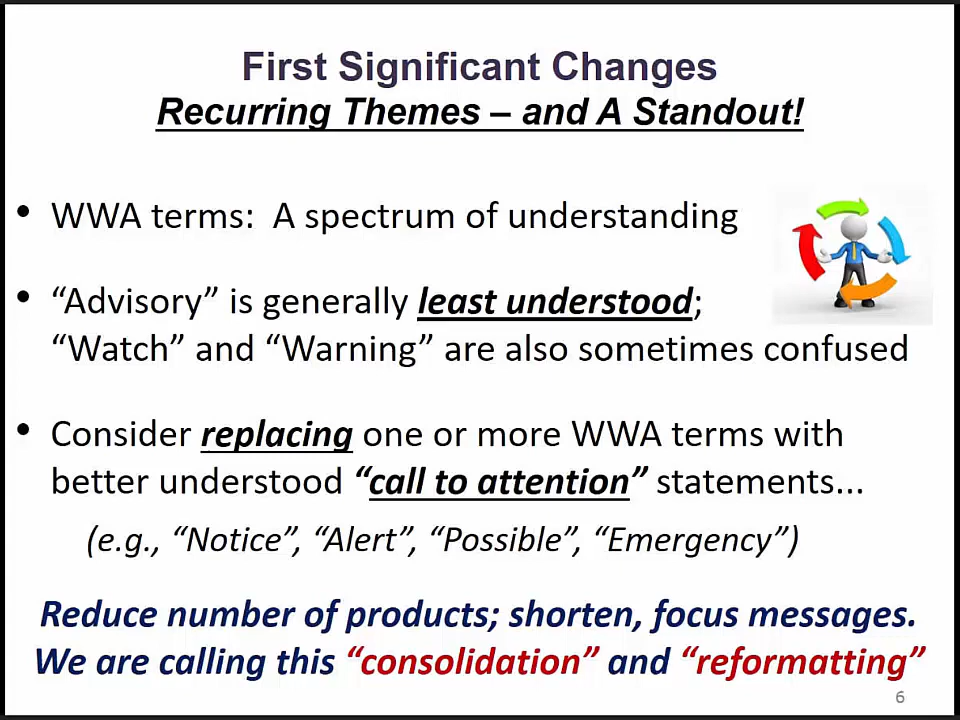 First Significant Changes
Recurring Themes – and A Standout!
• WWA terms:  A spectrum of understanding
• “Advisory” is generally least understood;
“Watch” and “Warning” are also sometimes confused
• Consider replacing one or more WWA terms with
better understood “call to attention” statements...
(e.g., “Notice”, “Alert”, “Possible”, “Emergency”)
Reduce number of products; shorten, focus messages.
We are calling this “consolidation” and “reformatting”
6